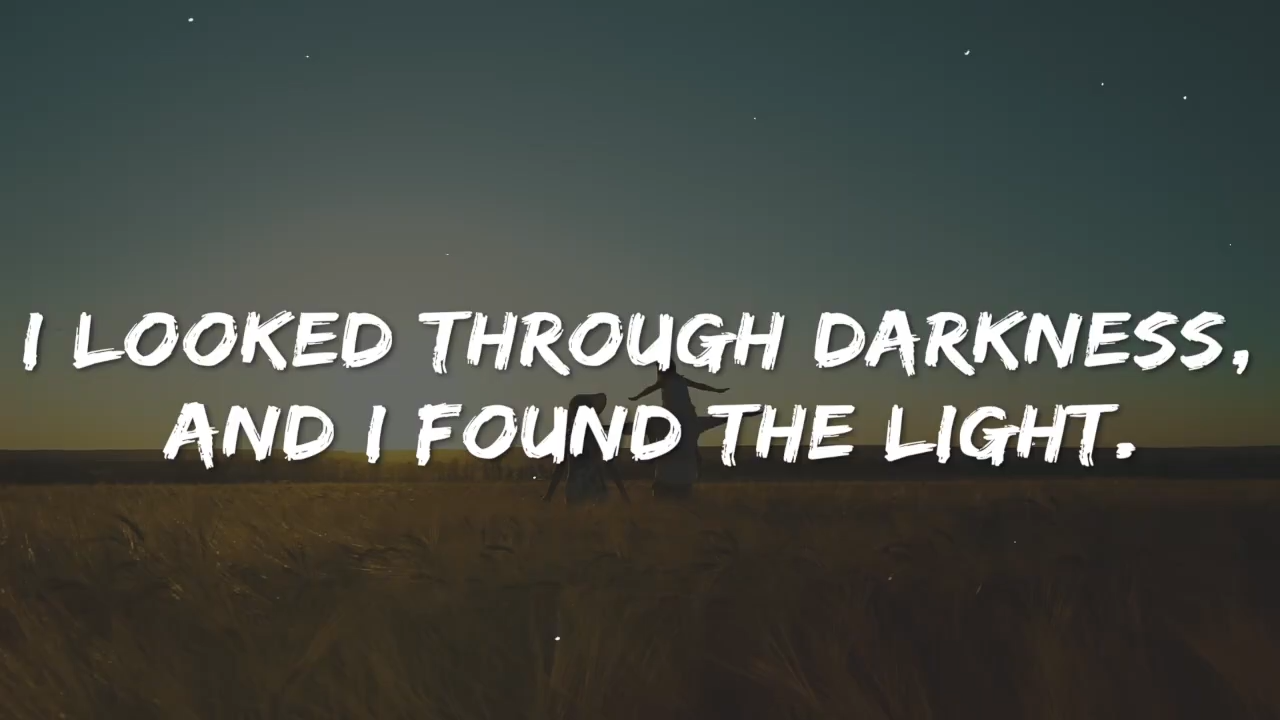 I LOOKED THROUGH DARKNESS,
AND I FOUND THE LIGHT.